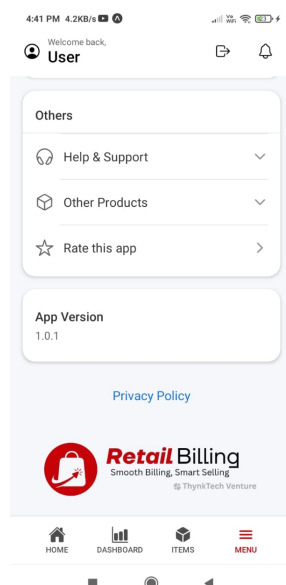 4:41 PM 4.2KB/s
Welcome back,
User
Others
Help & Support
Other Products
Rate this app
App Version
1.0.1
Privacy Policy
Retail Billing
Smooth Billing, Smart Selling
ThynkTech Venture
HOME DASHBOARD ITEMS MENU